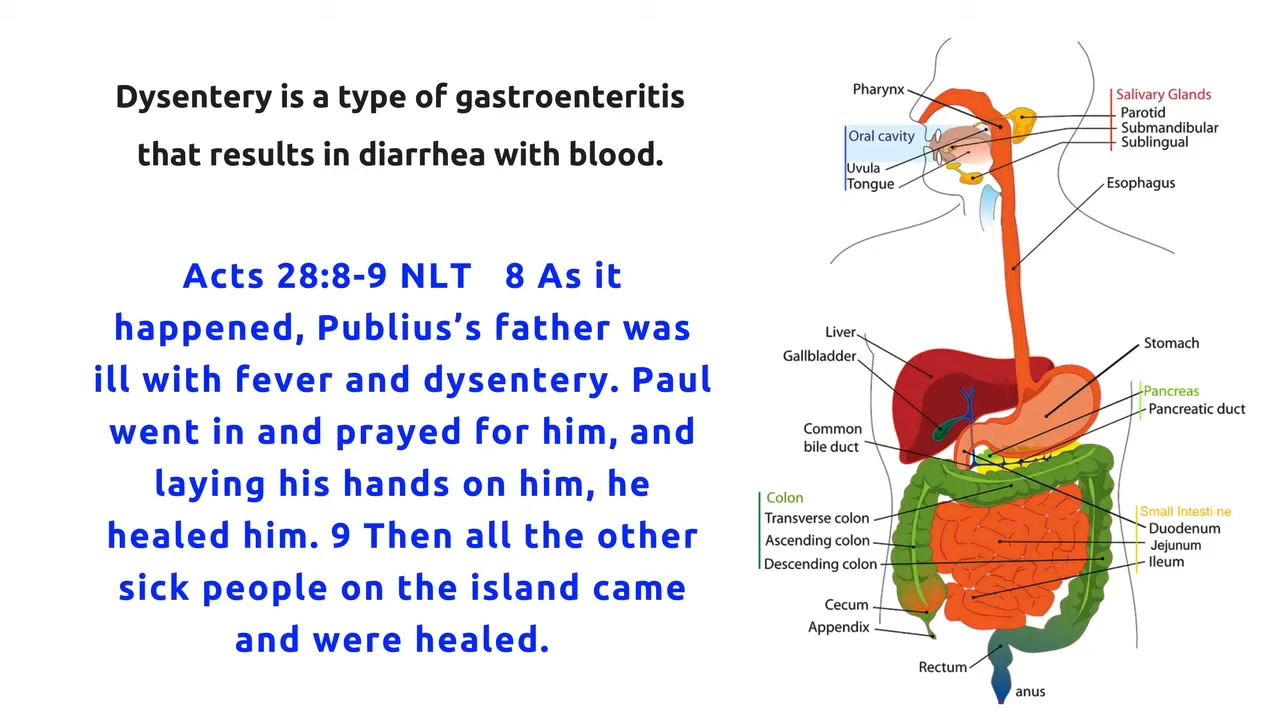 Dysentery is a type of gastroenteritis
that results in diarrhea with blood.
Acts 28:8-9 NLT   8 As it
happened, Publius’s father was
ill with fever and dysentery. Paul
went in and prayed for him, and
laying his hands on him, he
healed him. 9 Then all the other
sick people on the island came
and were healed.
Pharynx
Salivary Glands
Parotid
Submandibular
Sublingual
Oral cavity
Uvula
Tongue
Esophagus
Liver
Gallbladder
Stomach
Pancreas
Pancreatic duct
Common
bile duct
Colon
Transverse colon
Ascending colon
Descending colon
Small Intesti ne
Duodenum
Jejunum
Ileum
Cecum
Appendix
Rectum
anus